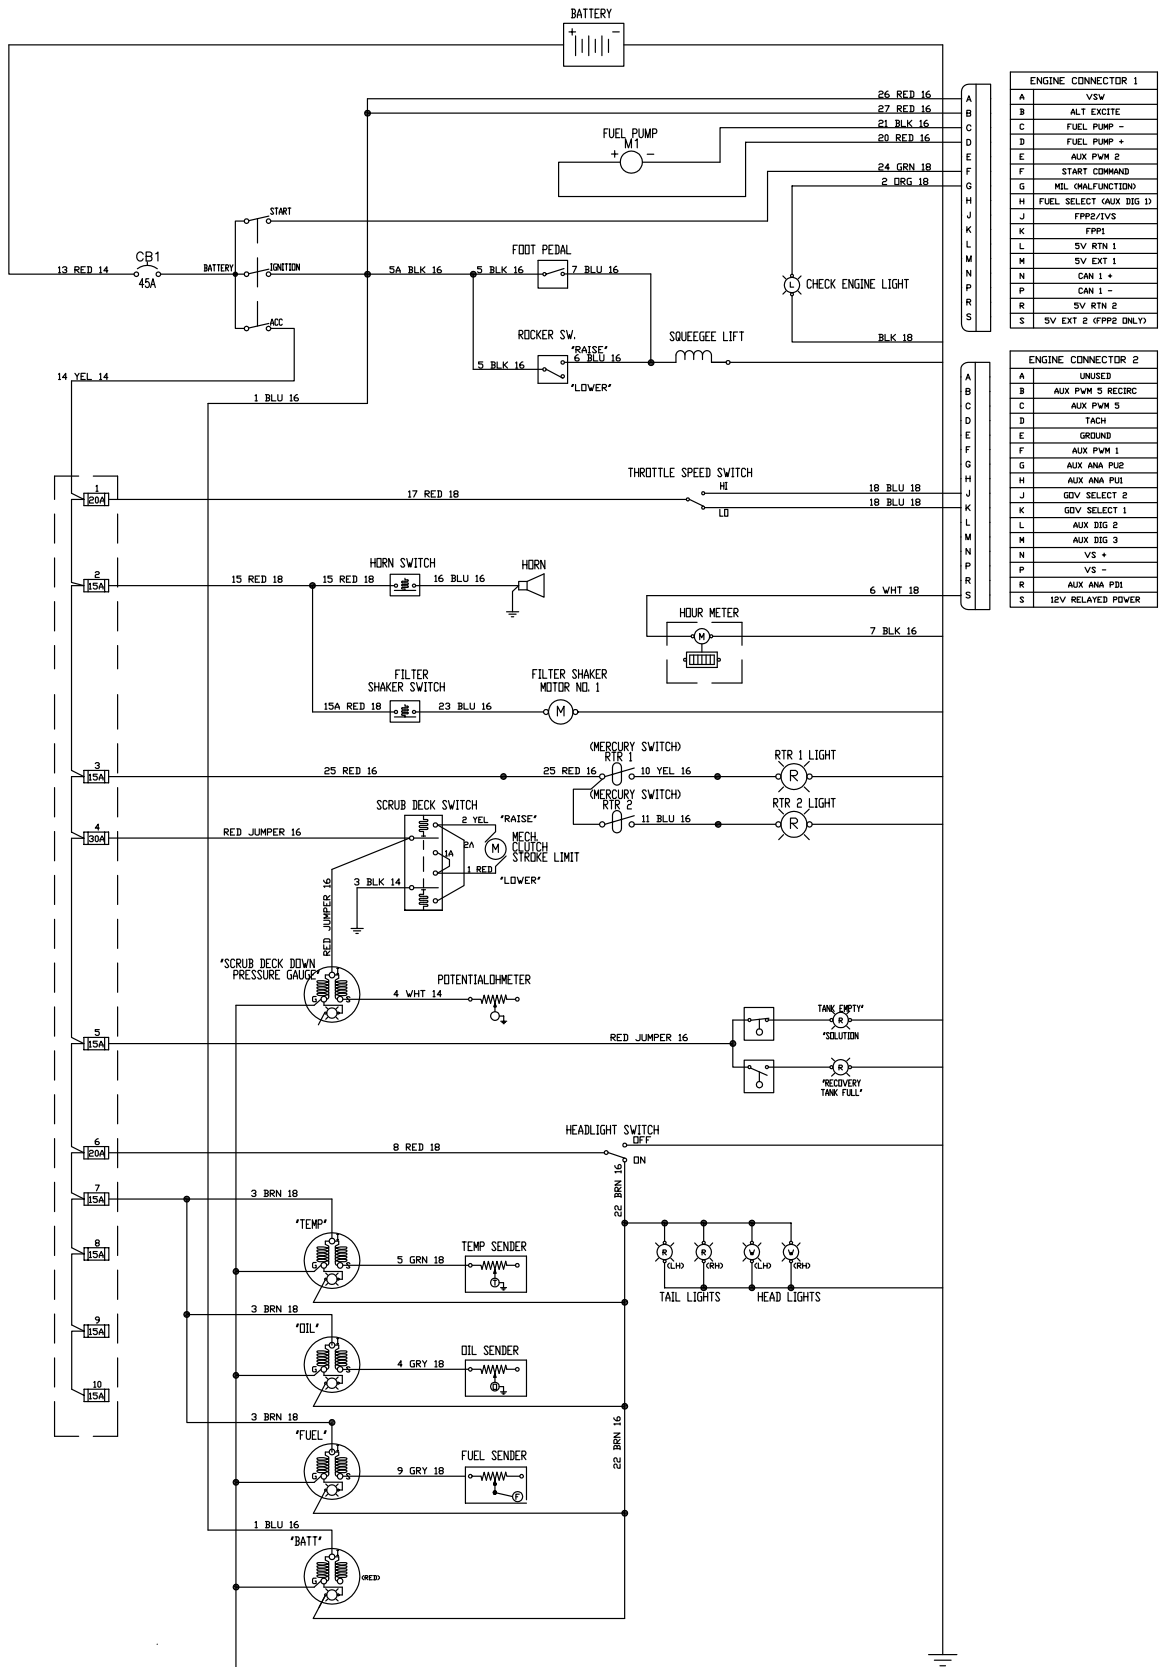 BATTERY
+ -
26 RED 16
27 RED 16
21 BLK 16
20 RED 16
24 GRN 18
2 ORG 18
FUEL PUMP
M1
+ -
A
B
C
D
E
F
G
H
J
K
L
M
N
P
R
S
ENGINE CONNECTOR 1
A VSW
B ALT EXCITE
C FUEL PUMP -
D FUEL PUMP +
E AUX PWM 2
F START COMMAND
G MIL (MALFUNCTION)
H FUEL SELECT (AUX DIG 1)
J FPP2/IVS
K FPP1
L 5V RTN 1
M 5V EXT 1
N CAN 1 +
P CAN 1 -
R 5V RTN 2
S 5V EXT 2 (FPP2 ONLY)
START
13 RED 14
CB1
45A
BATTERY
IGNITION
ACC
5A BLK 16
5 BLK 16
FOOT PEDAL
7 BLU 16
L
CHECK ENGINE LIGHT
BLK 18
ROCKER SW.
"RAISE"
6 BLU 16
5 BLK 16
"LOWER"
SQUEEGEE LIFT
14 YEL 14
1 BLU 16
A
B
C
D
E
F
G
H
J
K
L
M
N
P
R
S
ENGINE CONNECTOR 2
A UNUSED
B AUX PWM 5 RECIRC
C AUX PWM 5
D TACH
E GROUND
F AUX PWM 1
G AUX ANA PU2
H AUX ANA PU1
J GOV SELECT 2
K GOV SELECT 1
L AUX DIG 2
M AUX DIG 3
N VS +
P VS -
R AUX ANA PD1
S 12V RELAYED POWER
THROTTLE SPEED SWITCH
HI
LO
1
20A
17 RED 18
18 BLU 18
18 BLU 18
2
15A
15 RED 18
15 RED 18
HORN SWITCH
16 BLU 16
HORN
6 WHT 18
HOUR METER
M
7 BLK 16
FILTER
SHAKER SWITCH
15A RED 18
23 BLU 16
FILTER SHAKER
MOTOR NO. 1
M
3
15A
25 RED 16
25 RED 16
(MERCURY SWITCH)
RTR 1
10 YEL 16
RTR 1 LIGHT
R
(MERCURY SWITCH)
RTR 2
11 BLU 16
RTR 2 LIGHT
R
4
30A
RED JUMPER 16
SCRUB DECK SWITCH
2 YEL
"RAISE"
2A
1A
M
MECH.
CLUTCH
STROKE LIMIT
1 RED
"LOWER"
3 BLK 14
RED JUMPER 16
"SCRUB DECK DOWN
PRESSURE GAUGE"
I
G S
4 WHT 14
POTENTIALOHMETER
5
15A
RED JUMPER 16
TANK EMPTY"
R
"SOLUTION
R
"RECOVERY
TANK FULL"
6
20A
8 RED 18
HEADLIGHT SWITCH
OFF
ON
22 BRN 16
7
15A
3 BRN 18
"TEMP"
I
G S
5 GRN 18
TEMP SENDER
T
R
(LH)
R
(RH)
W
(LH)
W
(RH)
TAIL LIGHTS
HEAD LIGHTS
8
15A
3 BRN 18
"OIL"
I
G S
4 GRY 18
OIL SENDER
O
9
15A
10
15A
3 BRN 18
"FUEL"
I
G S
9 GRY 18
FUEL SENDER
F
22 BRN 16
1 BLU 16
"BATT"
I
G
(RED)